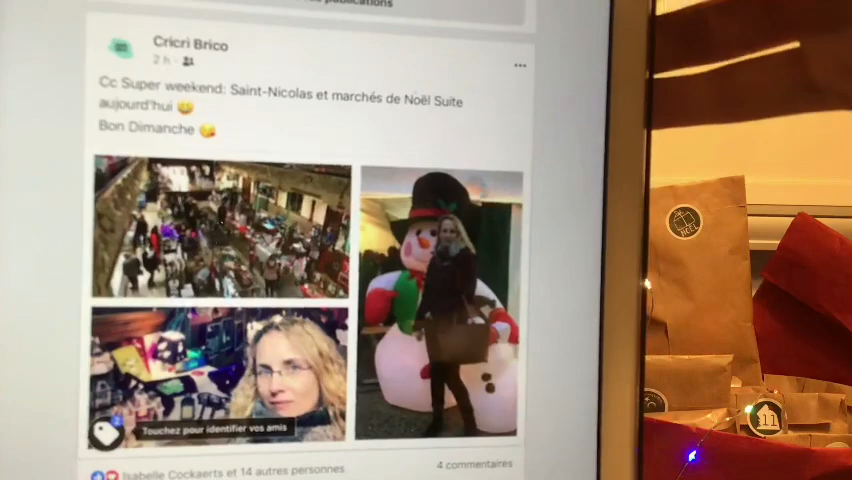 publications
Cricri Brico
2 h
Cc Super weekend: Saint-Nicolas et marchés de Noël Suite
aujourd'hui
Bon Dimanche
Touchez pour identifier vos amis
Isabelle Cockaerts et 14 autres personnes
4 commentaires
NOËL
11